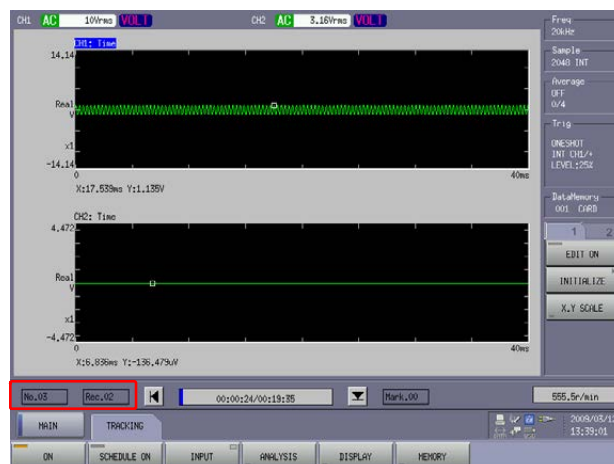 CH1 AC 10Vrms VOLT CH2 AC 3.16Vrms VOLT
CH1: Time
14.14
Real
V
x1
-14.14
0 40ms
X:17.539ms Y:1.135V
CH2: Time
4.472
Real
V
x1
-4.472
0 40ms
X:6.836ms Y:-136.479uV
Freq
20kHz
Sample
2048 INT
Average
OFF
0/4
Trig
ONESHOT
INT CH1/+
LEVEL:25%
DataMemory
001 CARD
1 2
EDIT ON
INITIALIZE
X.Y SCALE
No.03 Rec.02 00:00:24/00:19:35 Mark.00 555.5r/min
MAIN TRACKING
2009/03/12
13:39:01
ON SCHEDULE ON INPUT ANALYSIS DISPLAY MEMORY